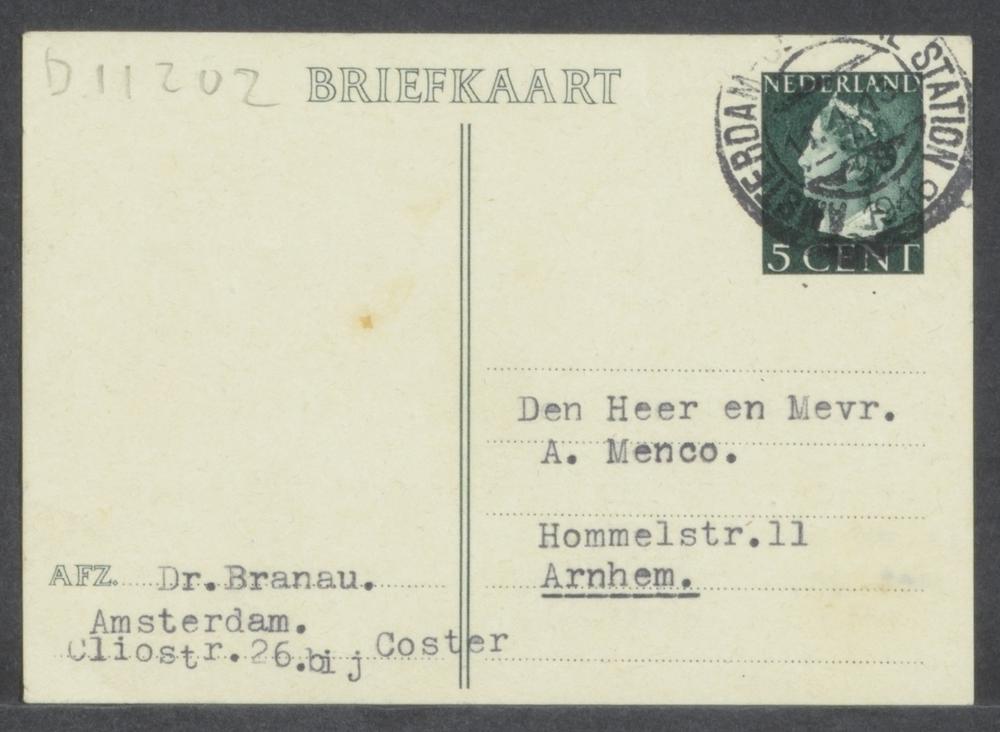 D11202
BRIEFKAART
NEDERLAND
5 CENT
AMSTERDAM
STATION
Den Heer en Mevr.
A. Menco.
Hommelstr.11
Arnhem.
AFZ. Dr.Branau.
Amsterdam.
Cliostr.26.bij Coster